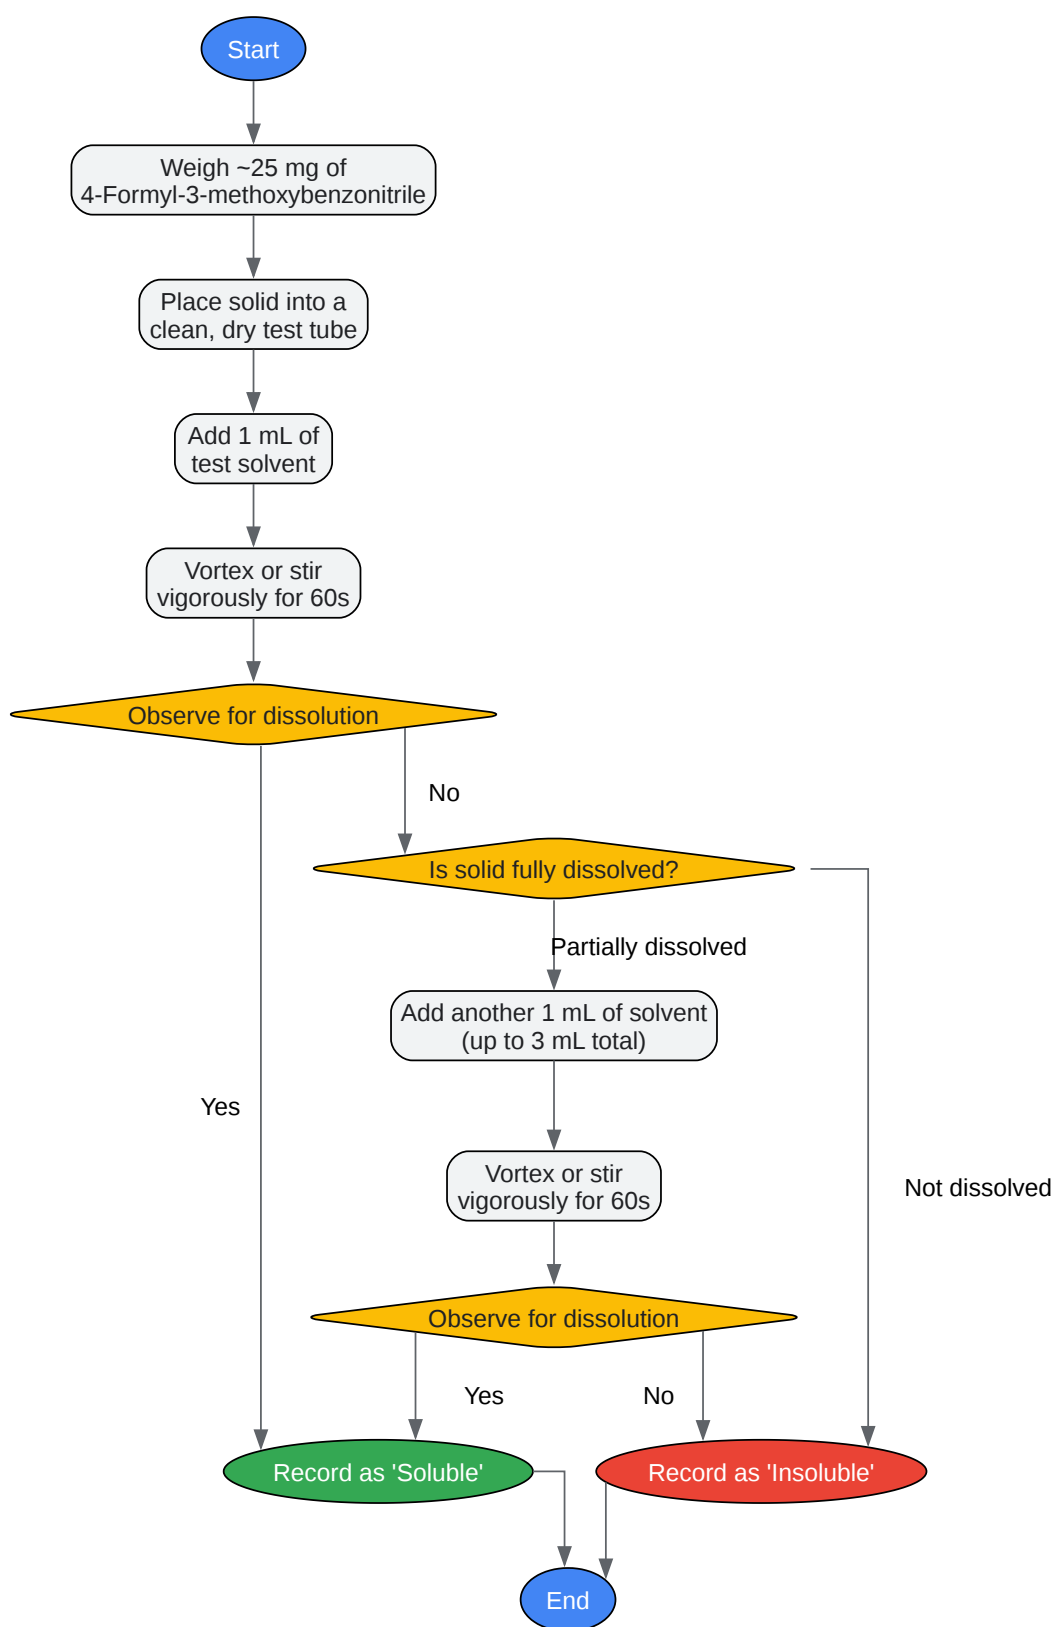 Start
Weigh ~25 mg of
4-Formyl-3-methoxybenzonitrile
Place solid into a
clean, dry test tube
Add 1 mL of
test solvent
Vortex or stir
vigorously for 60s
Observe for dissolution
No
Is solid fully dissolved?
Partially dissolved
Add another 1 mL of solvent
(up to 3 mL total)
Yes
Vortex or stir
vigorously for 60s
Not dissolved
Observe for dissolution
Yes
No
Record as 'Soluble'
Record as 'Insoluble'
End